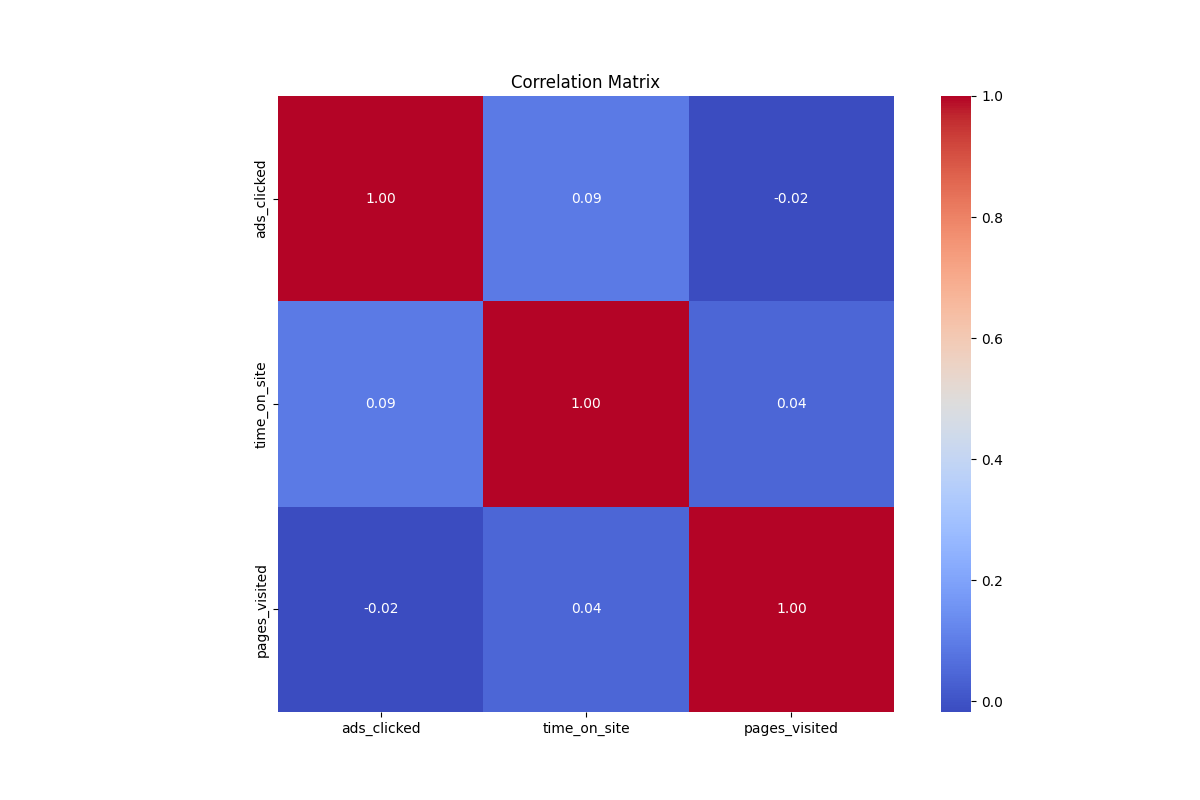 Correlation Matrix
ads_clicked
1.00
0.09
-0.02
time_on_site
0.09
1.00
0.04
pages_visited
-0.02
0.04
1.00
ads_clicked
time_on_site
pages_visited
1.0
0.8
0.6
0.4
0.2
0.0